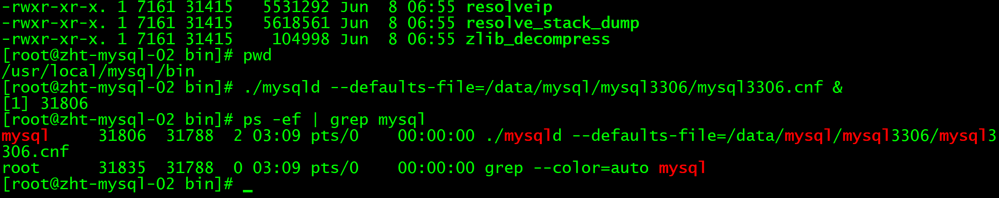 -rwxr-xr-x. 1 7161 31415   5531292 Jun  8 06:55 resolveip
-rwxr-xr-x. 1 7161 31415   5618561 Jun  8 06:55 resolve_stack_dump
-rwxr-xr-x. 1 7161 31415    104998 Jun  8 06:55 zlib_decompress
[root@zht-mysql-02 bin]# pwd
/usr/local/mysql/bin
[root@zht-mysql-02 bin]# ./mysqld --defaults-file=/data/mysql/mysql3306/mysql3306.cnf &
[1] 31806
[root@zht-mysql-02 bin]# ps -ef | grep mysql
mysql     31806  31788  2 03:09 pts/0    00:00:00 ./mysqld --defaults-file=/data/mysql/mysql3306/mysql3
306.cnf
root      31835  31788  0 03:09 pts/0    00:00:00 grep --color=auto mysql
[root@zht-mysql-02 bin]# _